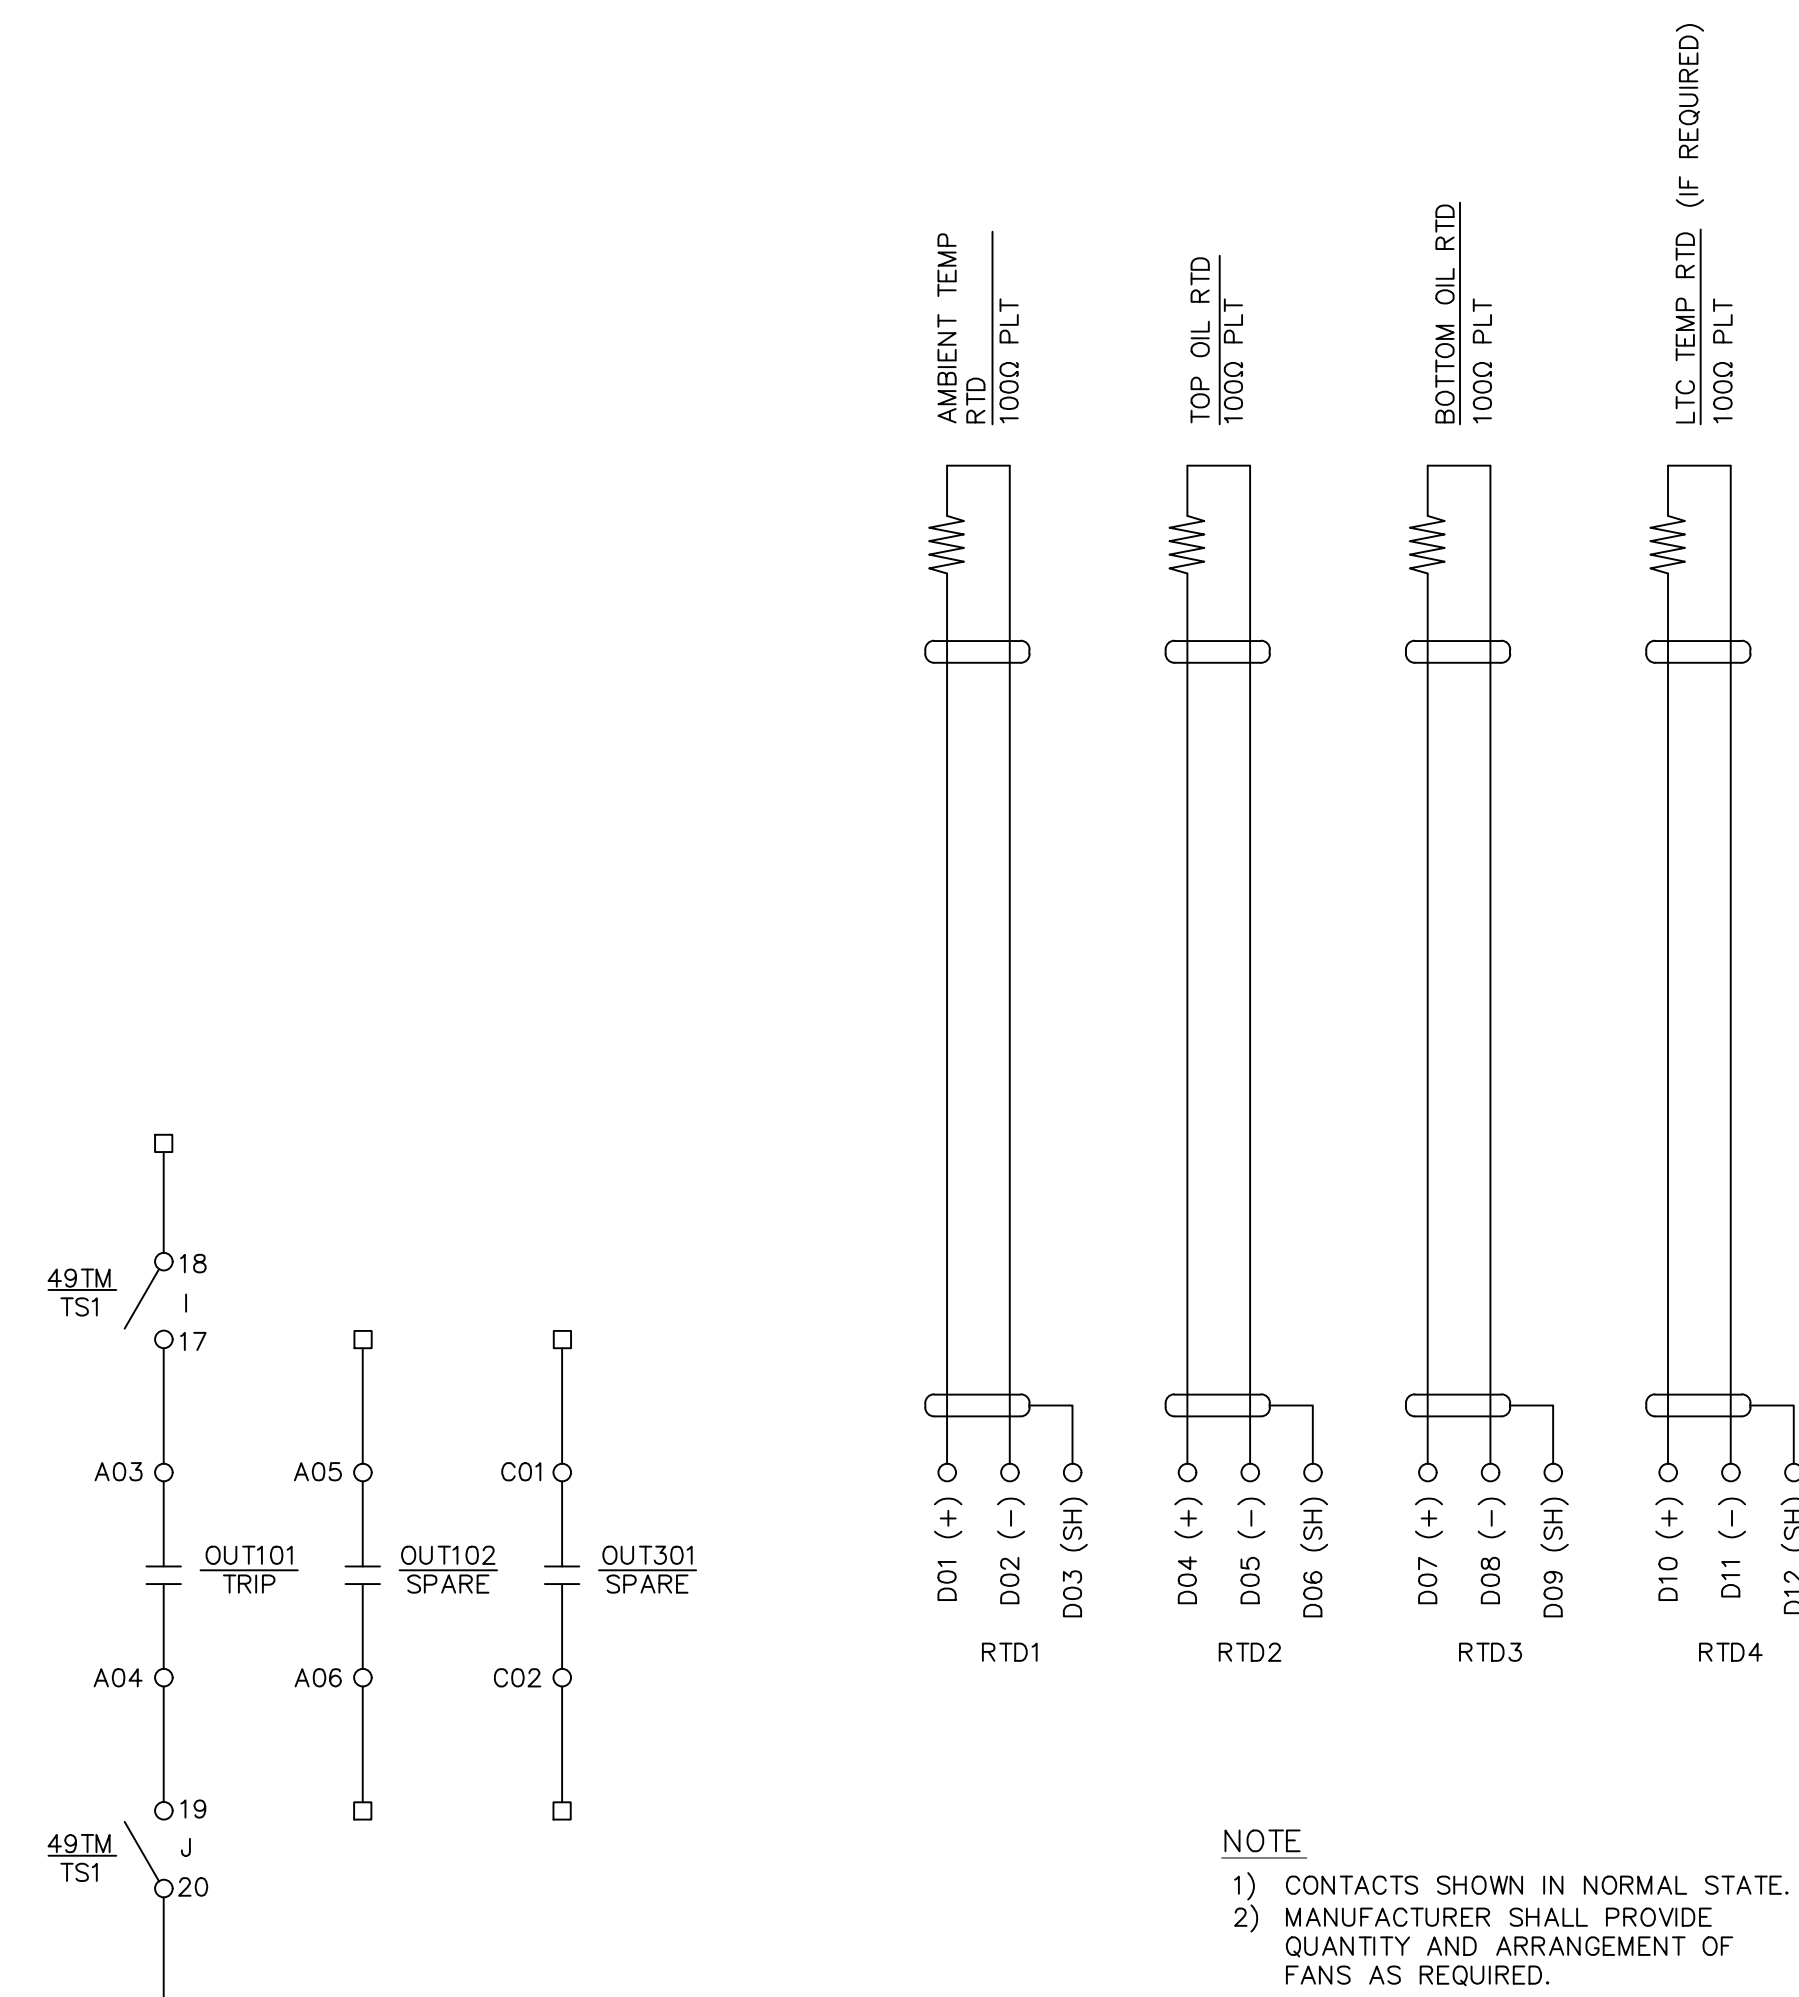 AMBIENT TEMP
RTD
100Ω PLT
TOP OIL RTD
100Ω PLT
BOTTOM OIL RTD
100Ω PLT
LTC TEMP RTD (IF REQUIRED)
100Ω PLT
18
49TM
TS1
I
17
A03
A05
C01
OUT101
TRIP
OUT102
SPARE
OUT301
SPARE
A04
A06
C02
19
49TM
TS1
J
20
D01 (+)
D02 (-)
D03 (SH)
D04 (+)
D05 (-)
D06 (SH)
D07 (+)
D08 (-)
D09 (SH)
D10 (+)
D11 (-)
D12 (SH)
RTD1
RTD2
RTD3
RTD4
NOTE
1) CONTACTS SHOWN IN NORMAL STATE.
2) MANUFACTURER SHALL PROVIDE
QUANTITY AND ARRANGEMENT OF
FANS AS REQUIRED.